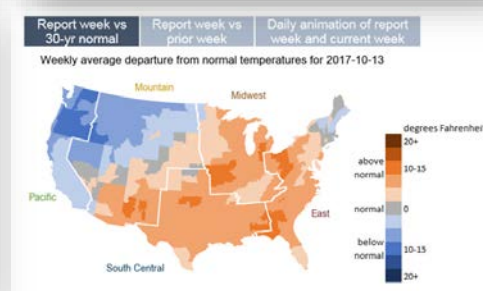 Report week vs
30-yr normal
Report week vs
prior week
Daily animation of report
week and current week
Weekly average departure from normal temperatures for 2017-10-13
Mountain
Midwest
Pacific
East
South Central
degrees Fahrenheit
20+
above
normal
10-15
normal
0
below
normal
10-15
20+